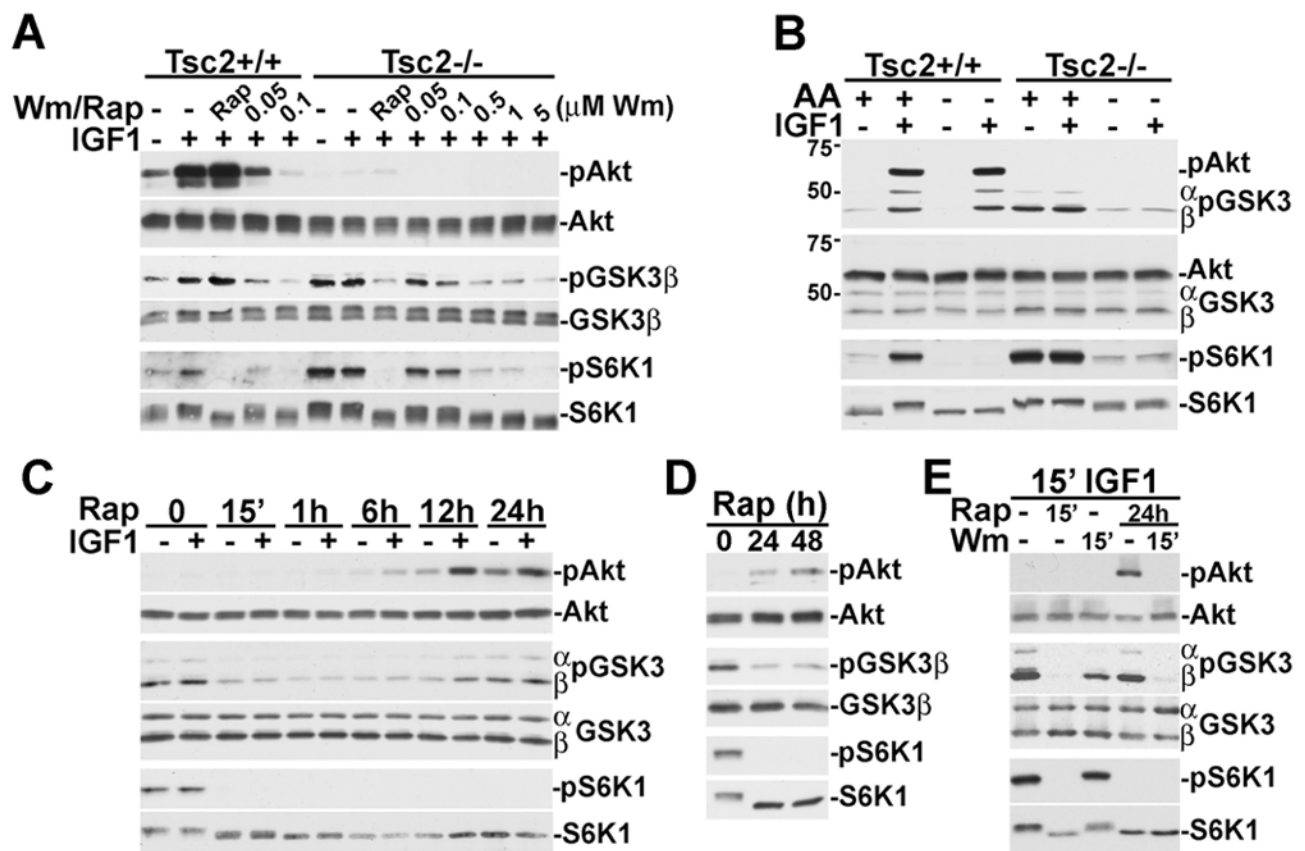 A
Tsc2+/+ Tsc2-/-
Wm/Rap - - Rap 0.05 0.1 - - Rap 0.05 0.1 0.5 1 5 (μM Wm)
IGF1 - + + + + - + + + + + + +
-pAkt
-Akt
-pGSK3β
-GSK3β
-pS6K1
-S6K1
B
Tsc2+/+ Tsc2-/-
AA + + - - + + - -
IGF1 - + - + - + - +
75-
-pAkt
50-
α
β pGSK3
75-
-Akt
50-
α
β GSK3
-pS6K1
-S6K1
C
Rap 0 15’ 1h 6h 12h 24h
IGF1 - + - + - + - + - + - +
-pAkt
-Akt
α
β pGSK3
α
β GSK3
-pS6K1
-S6K1
D
Rap (h)
0 24 48
-pAkt
-Akt
-pGSK3β
-GSK3β
-pS6K1
-S6K1
E
15’ IGF1
Rap - 15’ - 24h
Wm - - 15’ - 15’
-pAkt
-Akt
α
β pGSK3
α
β GSK3
-pS6K1
-S6K1